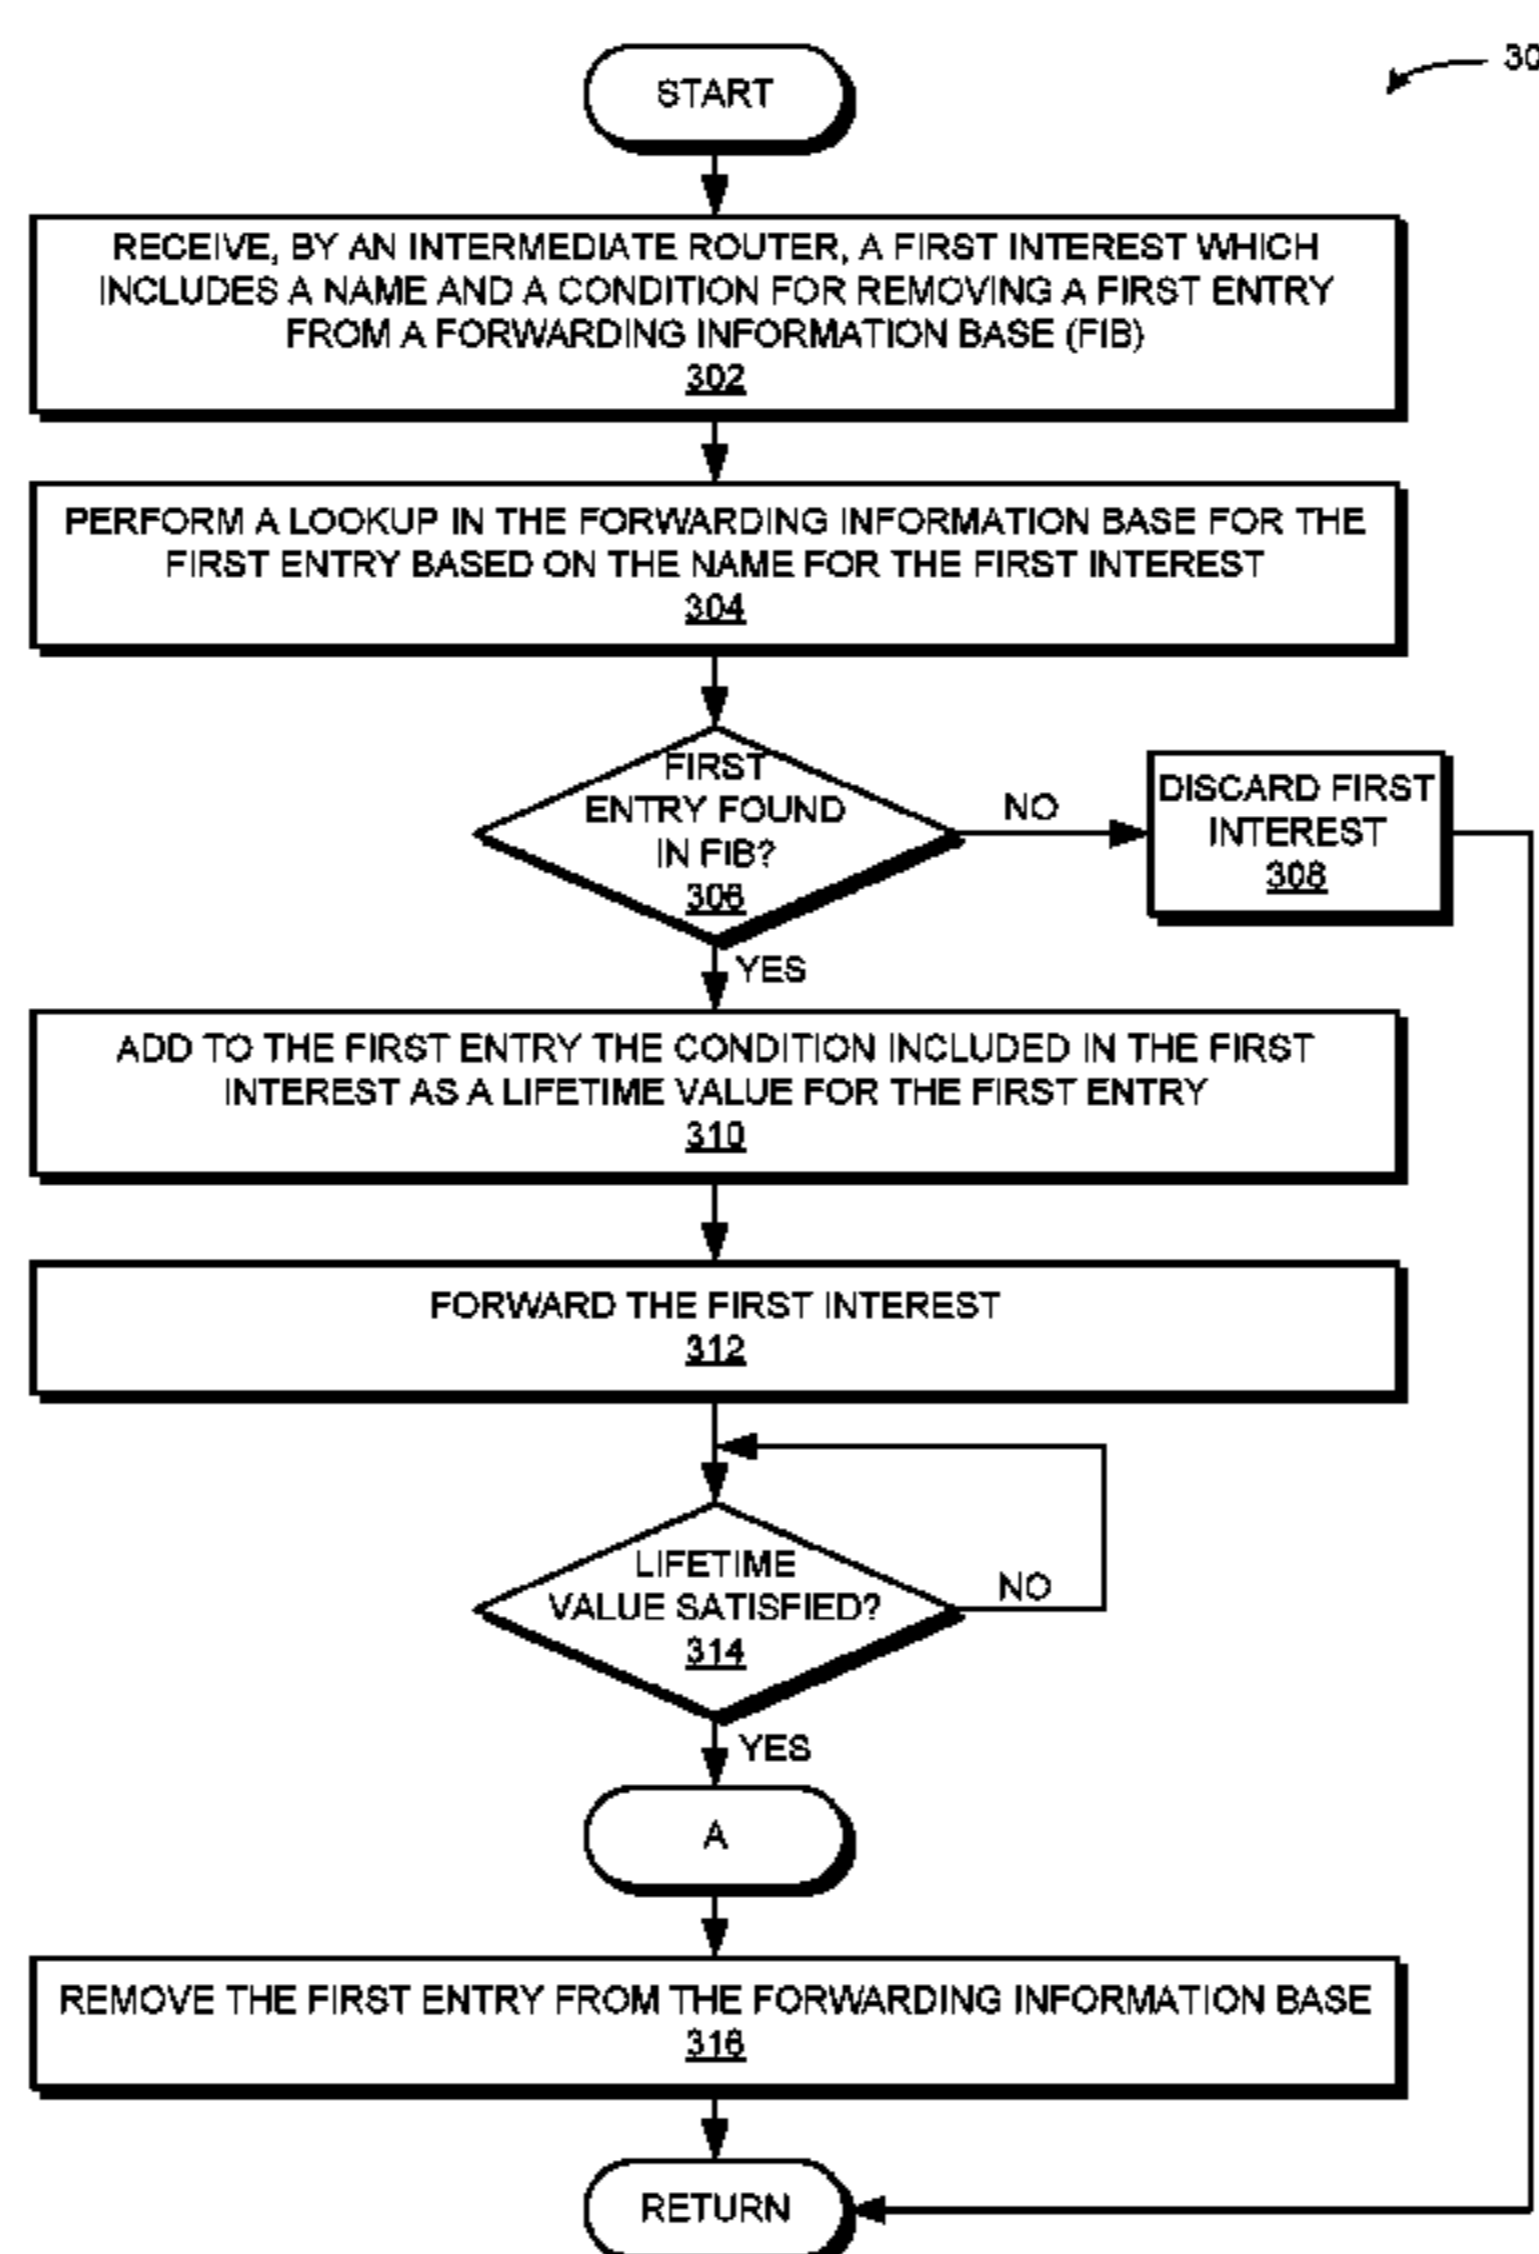 30
START
RECEIVE, BY AN INTERMEDIATE ROUTER, A FIRST INTEREST WHICH
INCLUDES A NAME AND A CONDITION FOR REMOVING A FIRST ENTRY
FROM A FORWARDING INFORMATION BASE (FIB)
302
PERFORM A LOOKUP IN THE FORWARDING INFORMATION BASE FOR THE
FIRST ENTRY BASED ON THE NAME FOR THE FIRST INTEREST
304
FIRST
ENTRY FOUND
IN FIB?
306
NO
DISCARD FIRST
INTEREST
308
YES
ADD TO THE FIRST ENTRY THE CONDITION INCLUDED IN THE FIRST
INTEREST AS A LIFETIME VALUE FOR THE FIRST ENTRY
310
FORWARD THE FIRST INTEREST
312
LIFETIME
VALUE SATISFIED?
314
NO
YES
A
REMOVE THE FIRST ENTRY FROM THE FORWARDING INFORMATION BASE
316
RETURN